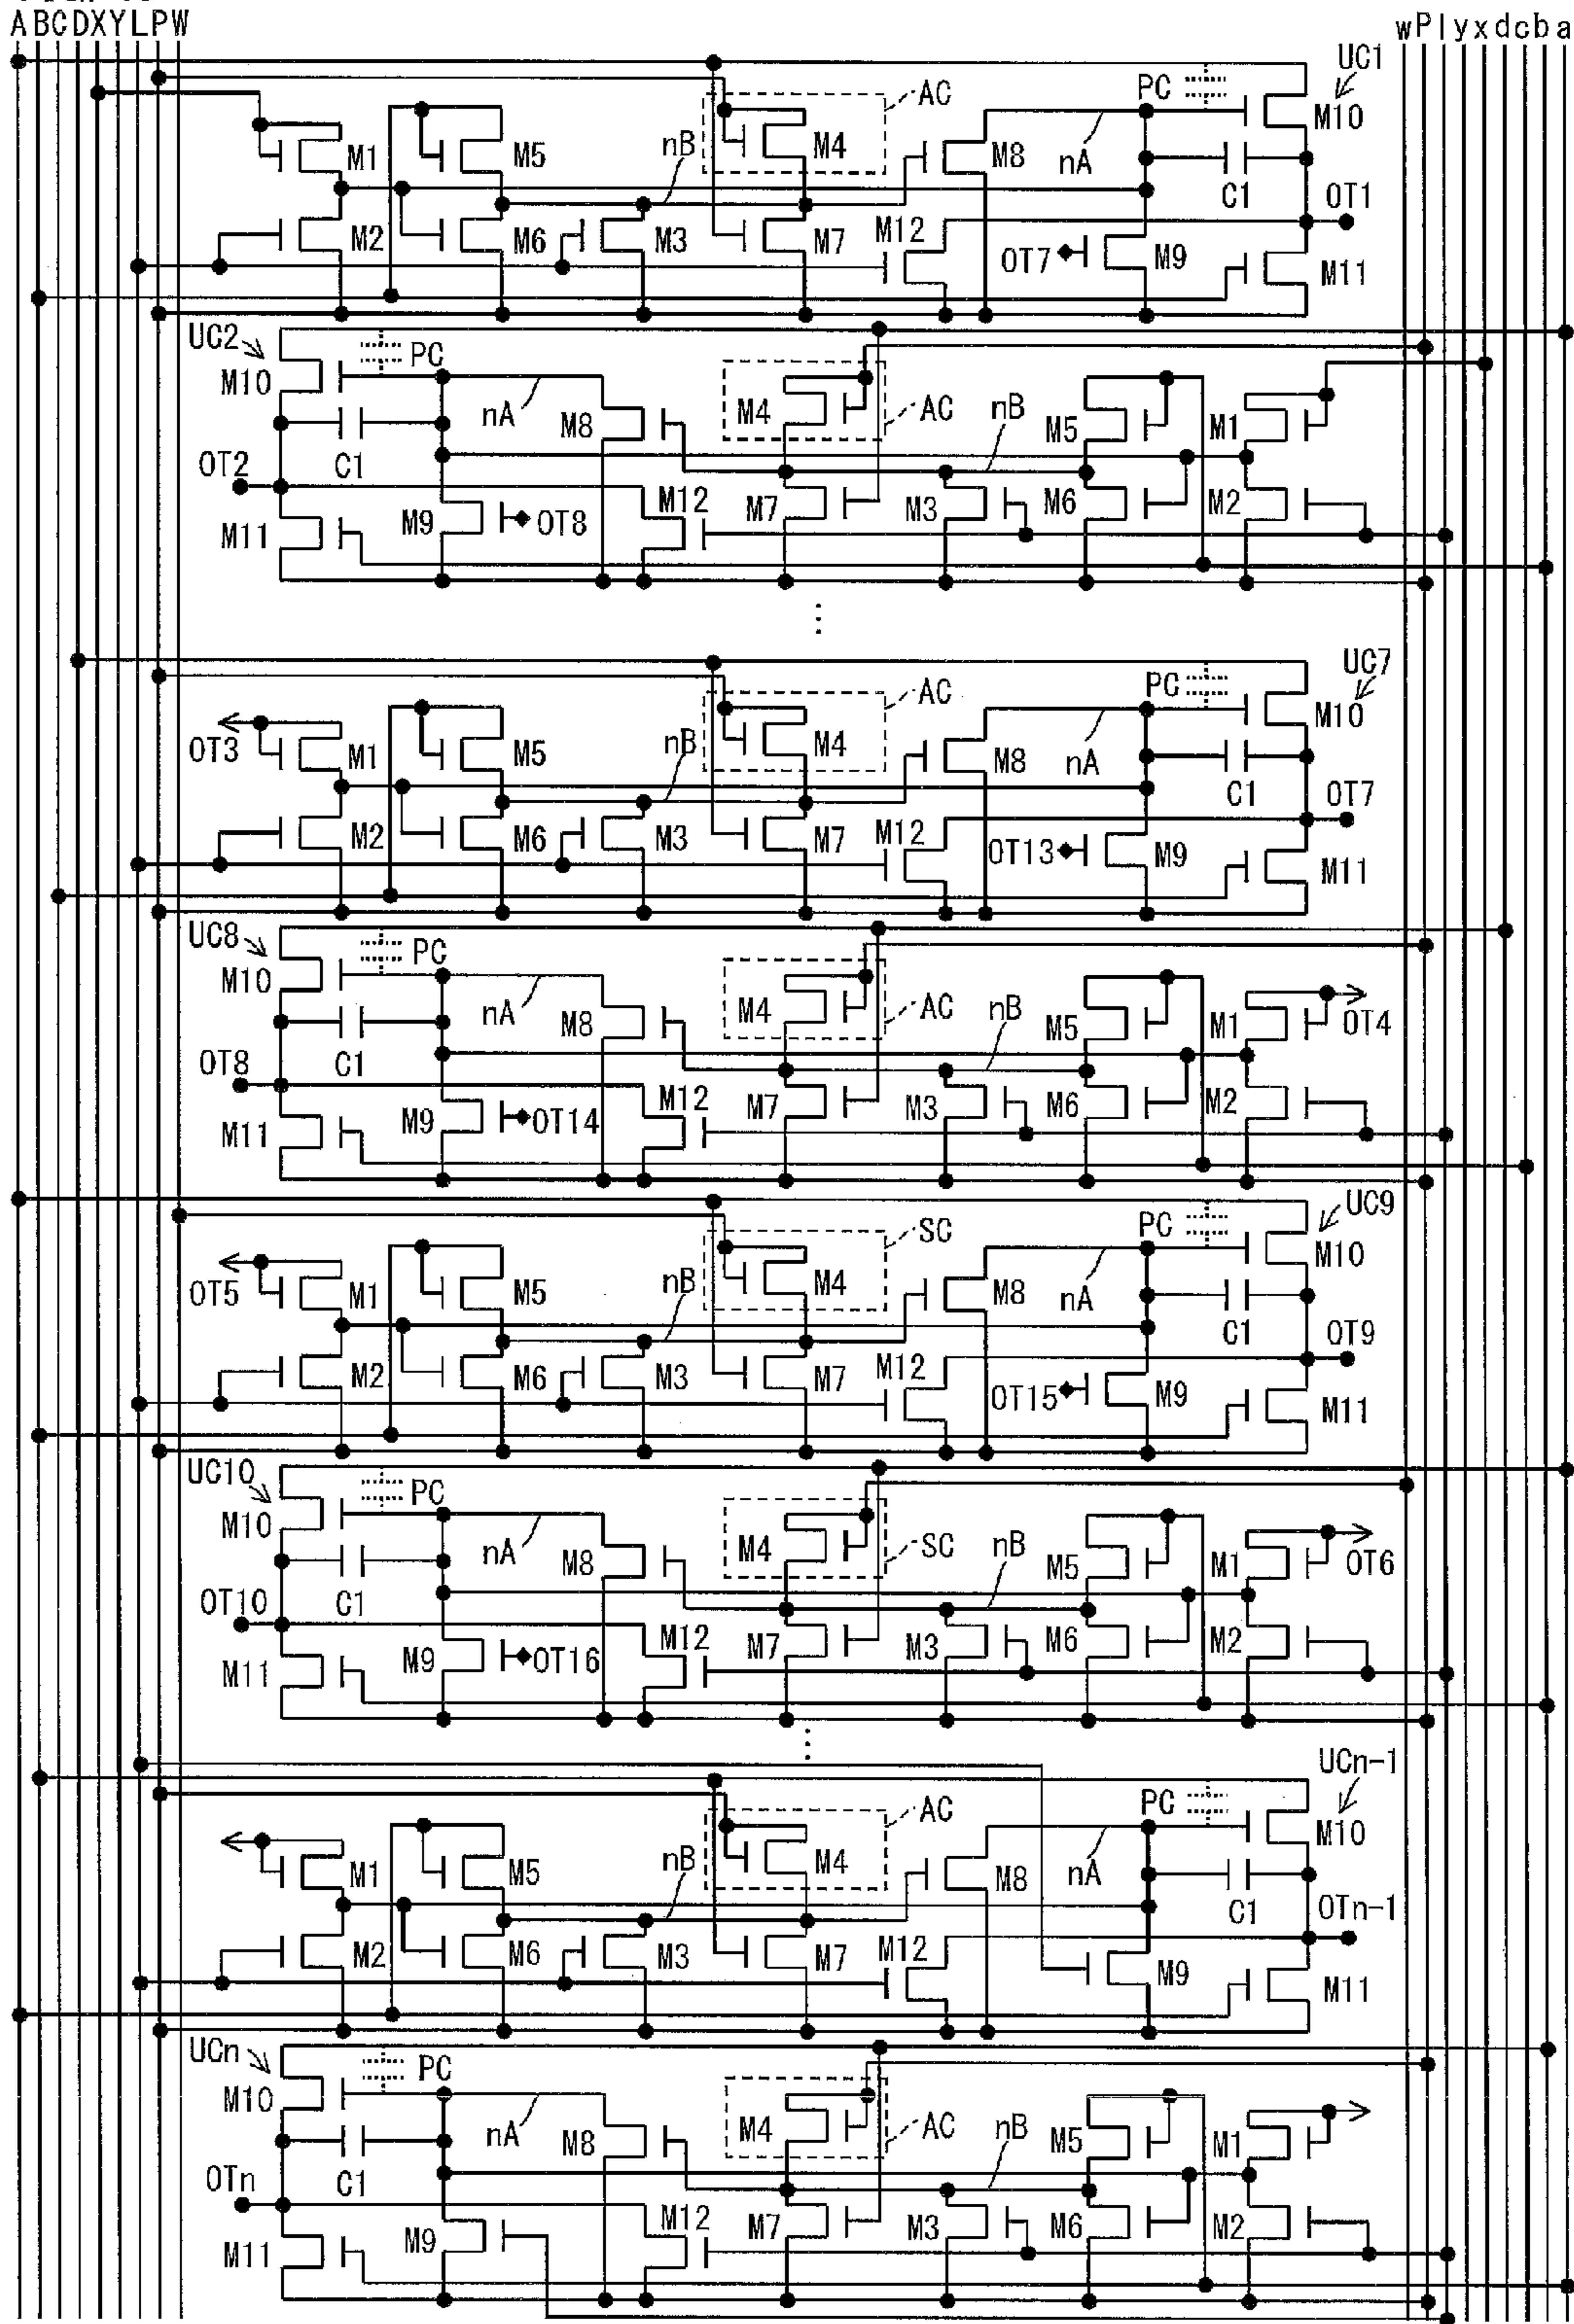 ABCDXYLPW
wPlyxdcba
UC1
PC
AC
M10
M1
M5
nB
M4
M8
nA
C1
OT1
M2
M6
M3
M7
M12
OT7
M9
M11
UC2
PC
M10
nA
M8
M4
AC
nB
M5
M1
OT2
C1
M12
M11
M9
OT8
M7
M3
M6
M2
UC7
PC
AC
M10
OT3
M1
M5
nB
M4
M8
nA
C1
OT7
M2
M6
M3
M7
M12
OT13
M9
M11
UC8
PC
M10
nA
M8
M4
AC
nB
M5
M1
OT4
OT8
C1
M12
M11
M9
OT14
M7
M3
M6
M2
UC9
PC
SC
M10
OT5
M1
M5
nB
M4
M8
nA
C1
OT9
M2
M6
M3
M7
M12
OT15
M9
M11
UC10
PC
M10
nA
M8
M4
SC
nB
M5
M1
OT6
OT10
C1
M12
M11
M9
OT16
M7
M3
M6
M2
UCn-1
PC
AC
M10
M1
M5
nB
M4
M8
nA
C1
OTn-1
M2
M6
M3
M7
M12
M9
M11
UCn
PC
M10
nA
M8
M4
AC
nB
M5
M1
OTn
C1
M12
M11
M9
M7
M3
M6
M2